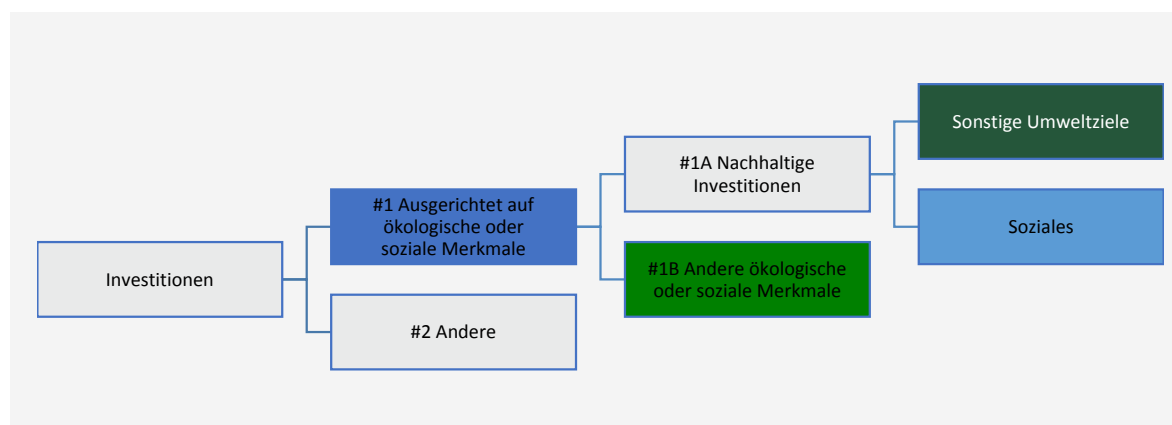 Investitionen
#1 Ausgerichtet auf
ökologische oder
soziale Merkmale
#2 Andere
#1A Nachhaltige
Investitionen
#1B Andere ökologische
oder soziale Merkmale
Sonstige Umweltziele
Soziales